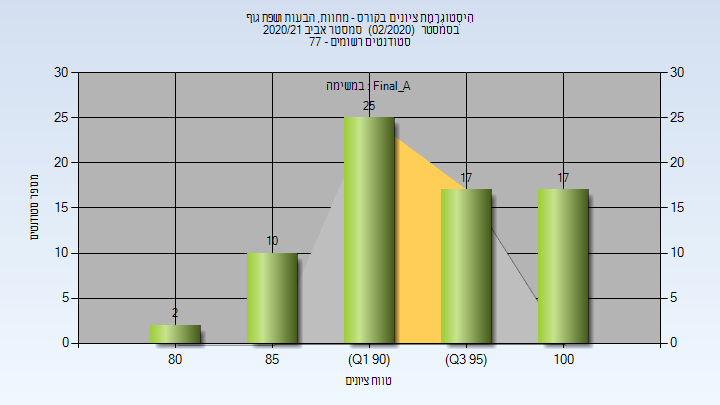 היסטוגרמת ציונים בקורס - מחוות, הבעות ושפת גוף
בסמסטר (02/2020) סמסטר אביב 2020/21
סטודנטים רשומים - 77
במשימה : Final_A
30 30
25 25
20 20
15 15
10 10
5 5
0 0
2 10 25 17 17
80 85 (Q1 90) (Q3 95) 100
מספר סטודנטים
טווח ציונים